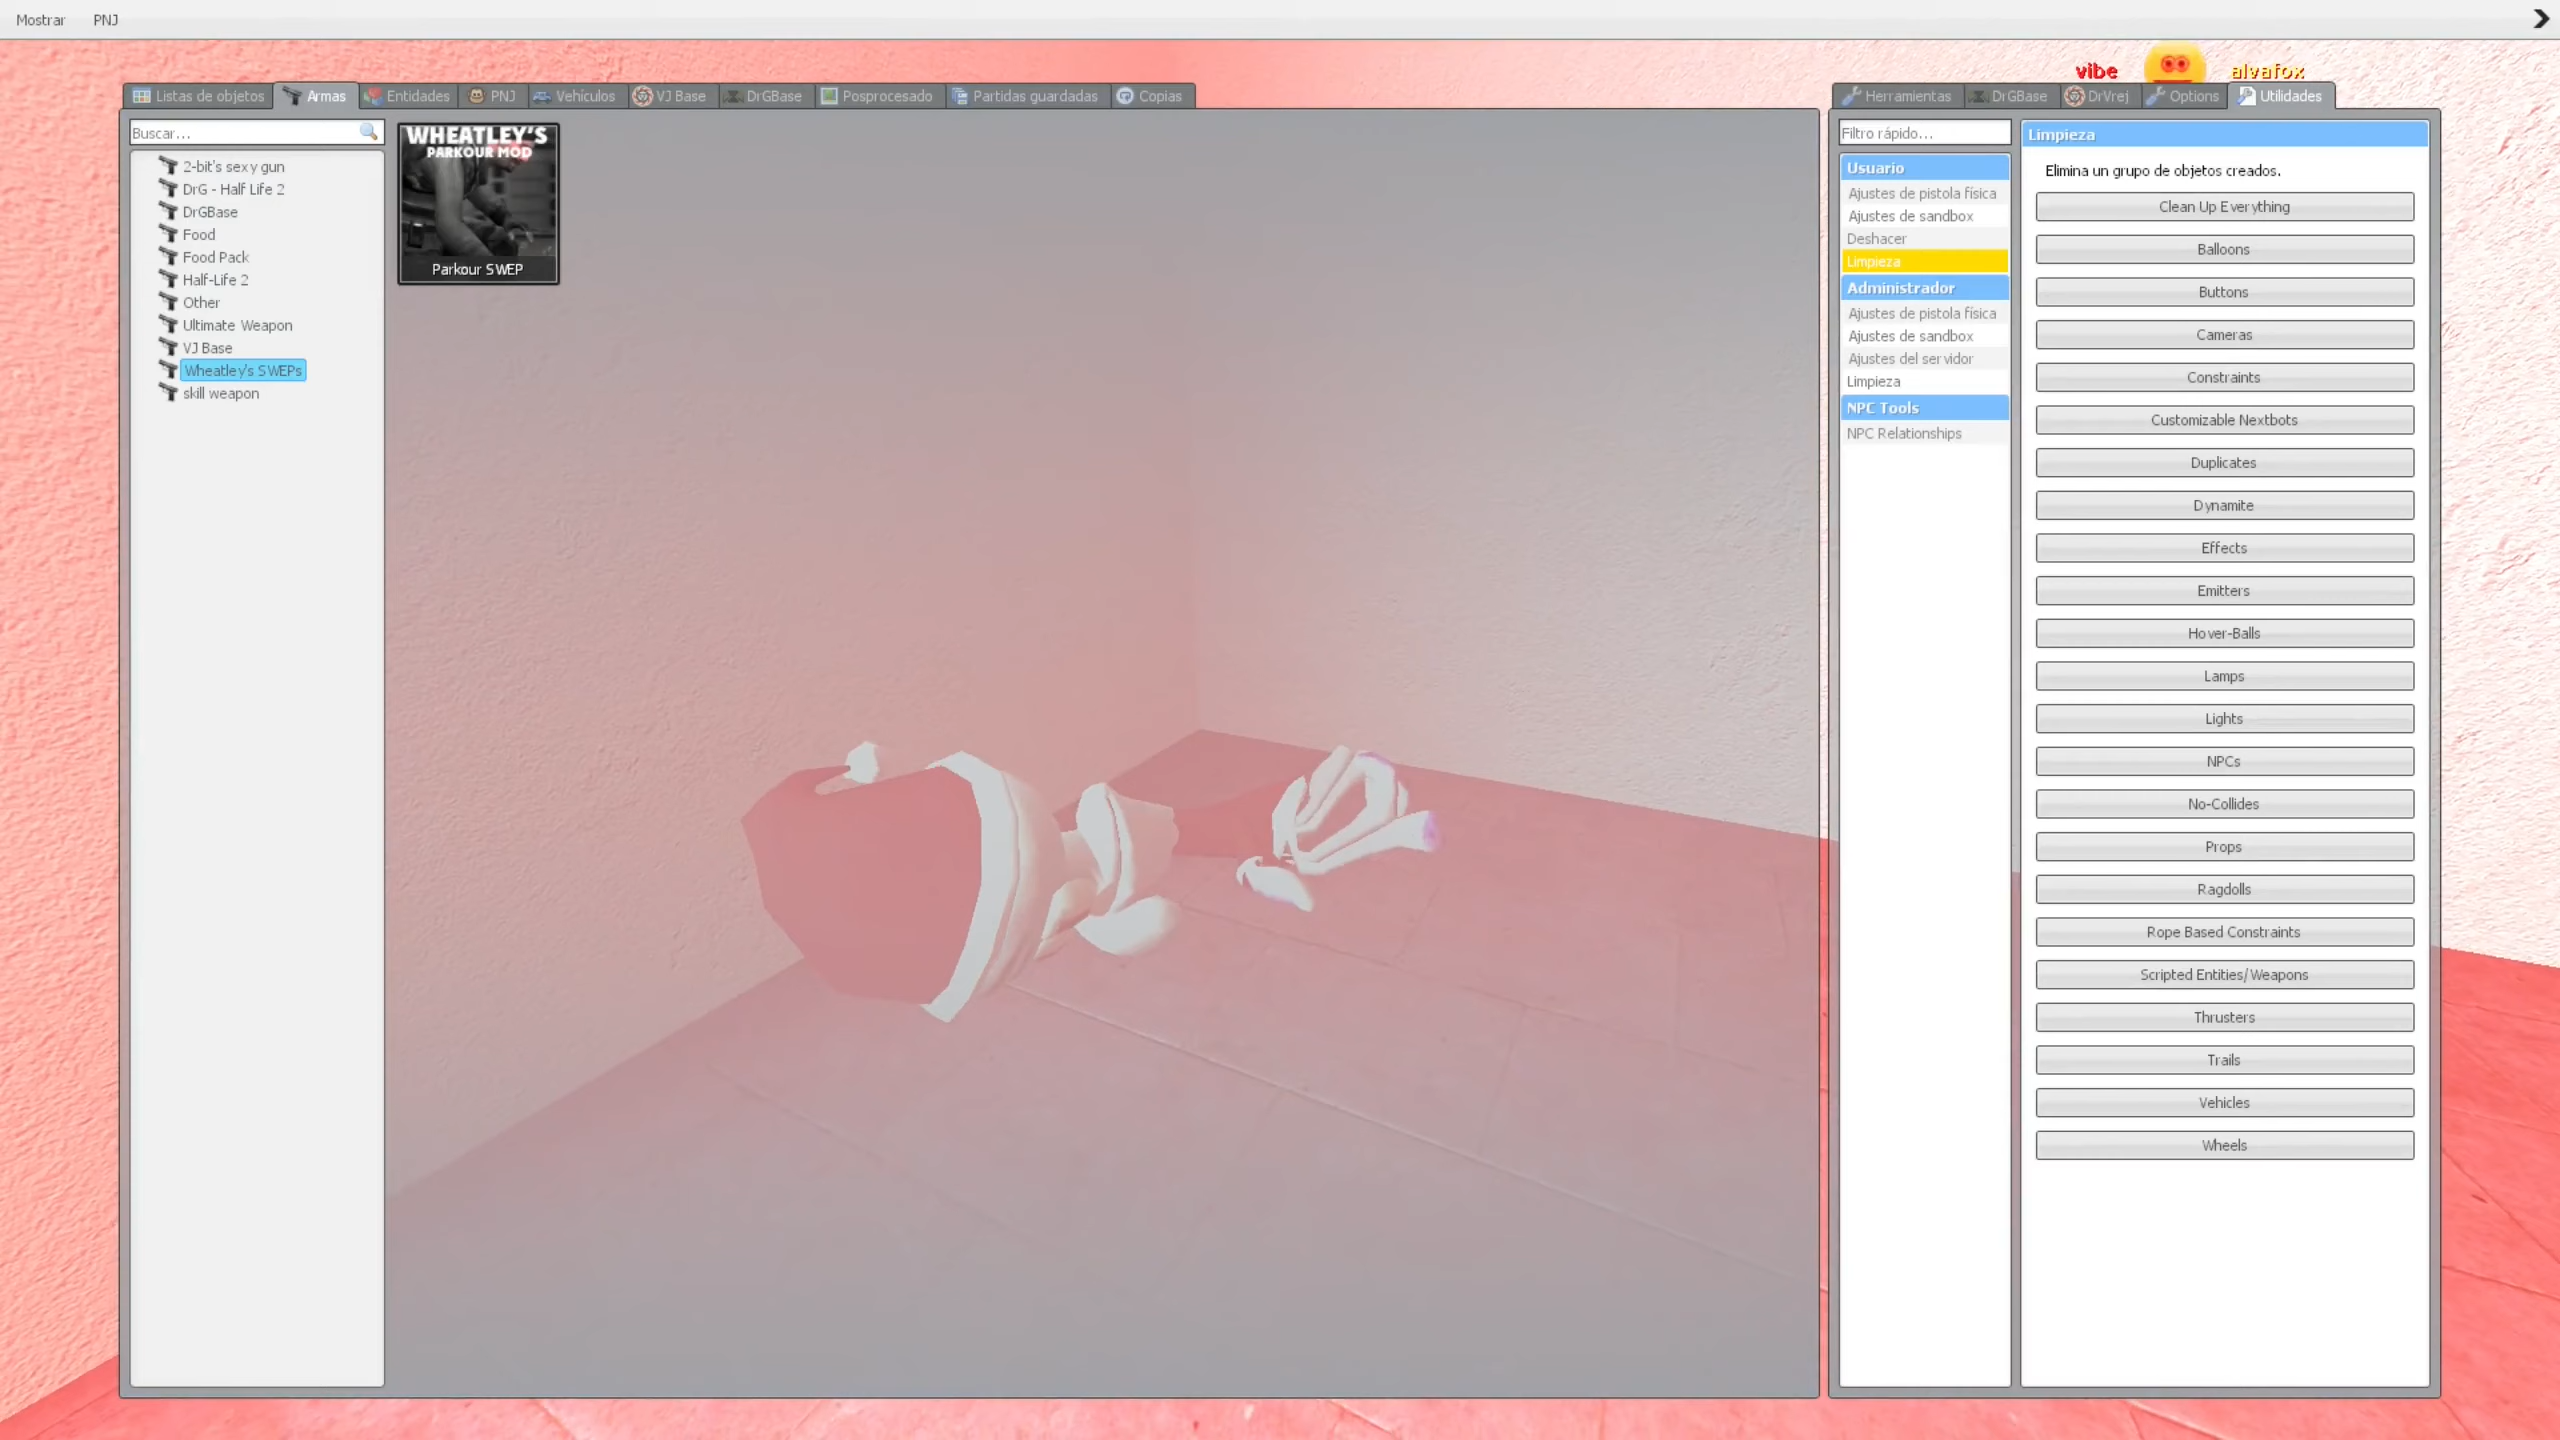 Mostrar PNJ
vibe alvafox
Listas de objetos Armas Entidades PNJ Vehículos VJ Base DrGBase Posprocesado Partidas guardadas Copias
Buscar...
2-bit's sexy gun
DrG - Half Life 2
DrGBase
Food
Food Pack
Half-Life 2
Other
Ultimate Weapon
VJ Base
Wheatley's SWEPs
skill weapon
WHEATLEY'S
PARKOUR MOD
Parkour SWEP
Herramientas DrGBase DrVrej Options Utilidades
Filtro rápido...
Usuario
Ajustes de pistola física
Ajustes de sandbox
Deshacer
Limpieza
Administrador
Ajustes de pistola física
Ajustes de sandbox
Ajustes del servidor
Limpieza
NPC Tools
NPC Relationships
Limpieza
Elimina un grupo de objetos creados.
Clean Up Everything
Balloons
Buttons
Cameras
Constraints
Customizable Nextbots
Duplicates
Dynamite
Effects
Emitters
Hover-Balls
Lamps
Lights
NPCs
No-Collides
Props
Ragdolls
Rope Based Constraints
Scripted Entities/Weapons
Thrusters
Trails
Vehicles
Wheels